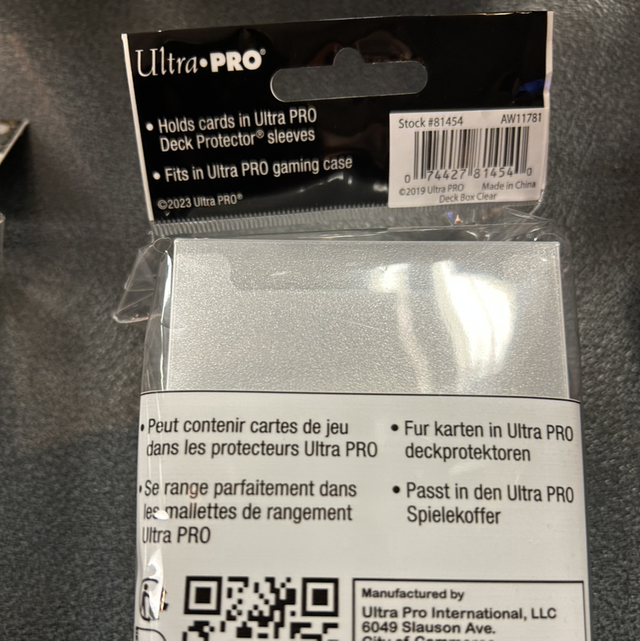 Ultra•PRO®
• Holds cards in Ultra PRO
Deck Protector® sleeves
• Fits in Ultra PRO gaming case
©2023 Ultra PRO®
Stock #81454 AW11781
0 74427 81454 0
©2019 Ultra PRO Made in China
Deck Box Clear
• Peut contenir cartes de jeu
dans les protecteurs Ultra PRO
• Se range parfaitement dans
les mallettes de rangement
Ultra PRO
• Fur karten in Ultra PRO
deckprotektoren
• Passt in den Ultra PRO
Spielekoffer
Manufactured by
Ultra Pro International, LLC
6049 Slauson Ave.
City of Commerce